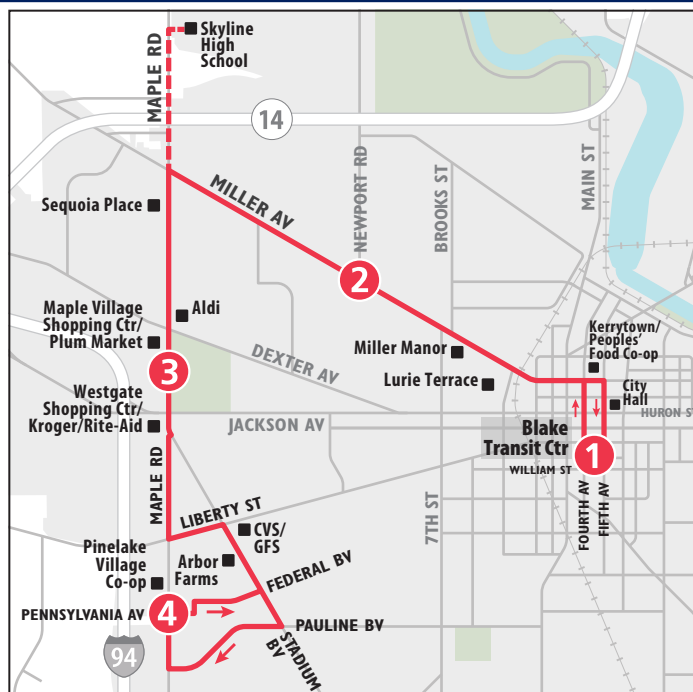 Skyline
High
School
MAPLE RD
14
MAIN ST
NEWPORT RD
BROOKS ST
MILLER AV
Sequoia Place
2
Aldi
Maple Village
Shopping Ctr/
Plum Market
Kerrytown/
Peoples'
Food Co-op
Miller Manor
DEXTER AV
3
Lurie Terrace
City
Hall
Westgate
Shopping Ctr/
Kroger/Rite-Aid
JACKSON AV
HURON ST
Blake
Transit Ctr
1
WILLIAM ST
MAPLE RD
7TH ST
FOURTH AV
FIFTH AV
LIBERTY ST
CVS/
GFS
Pinelake
Village
Co-op
Arbor
Farms
FEDERAL BV
PENNSYLVANIA AV
4
PAULINE BV
STADIUM
BV
94